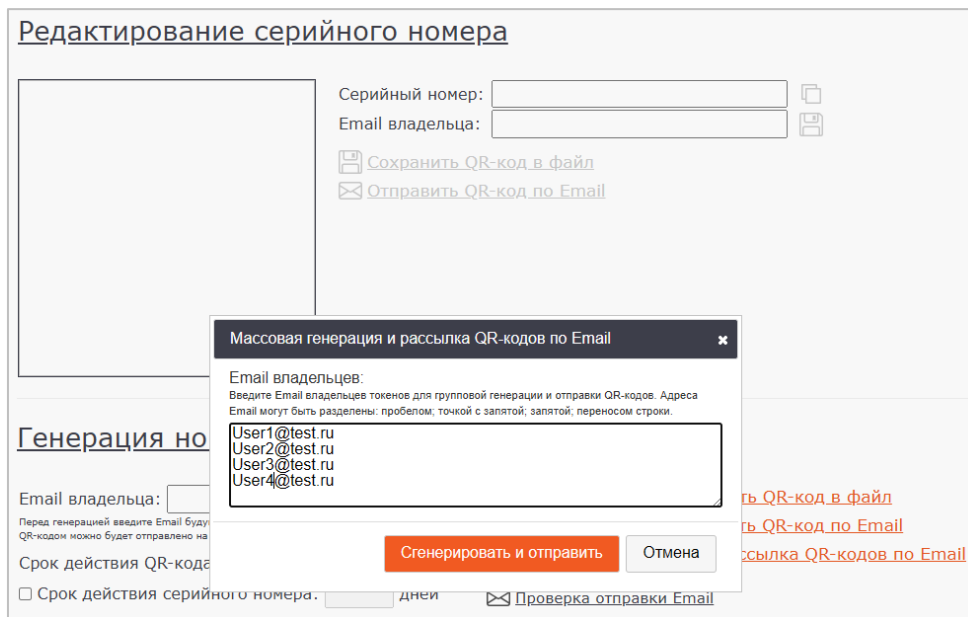 Редактирование серийного номера
Серийный номер:
Email владельца:
Сохранить QR-код в файл
Отправить QR-код по Email
Массовая генерация и рассылка QR-кодов по Email
Email владельцев:
Введите Email владельцев токенов для групповой генерации и отправки QR-кодов. Адреса
Email могут быть разделены: пробелом; точкой с запятой; запятой; переносом строки.
User1@test.ru
User2@test.ru
User3@test.ru
User4@test.ru
Сгенерировать и отправить
Отмена
Генерация но
Email владельца:
Перед генерацией введите Email буду
QR-кодом можно будет отправлено на
Срок действия QR-кода
Срок действия серийного номера:
дней
ть QR-код в файл
ть QR-код по Email
ссылка QR-кодов по Email
Проверка отправки Email